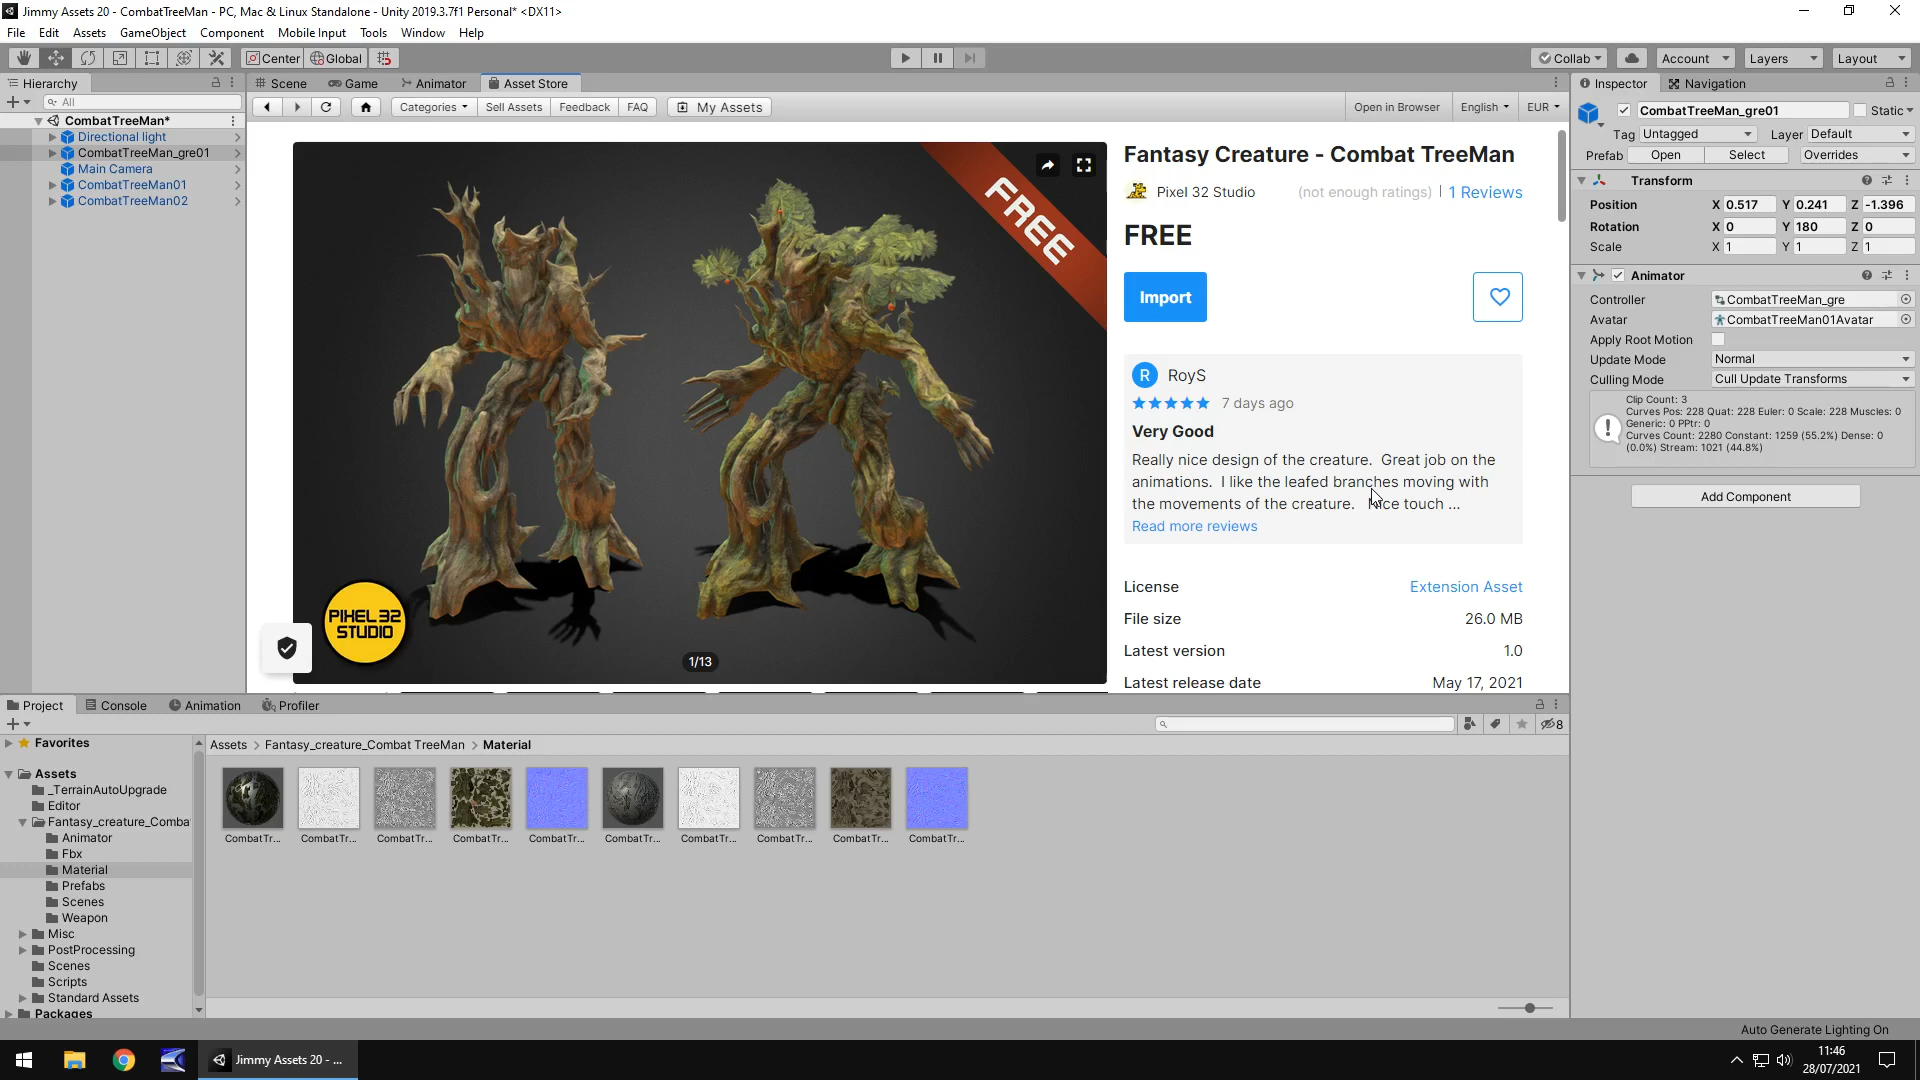 Jimmy Assets 20 - CombatTreeMan - PC, Mac & Linux Standalone - Unity 2019.3.7f1 Personal* <DX11>
File Edit Assets GameObject Component Mobile Input Tools Window Help
Center Global Collab Account Layers Layout
Hierarchy Scene Game Animator Asset Store Inspector Navigation
All
Categories Sell Assets Feedback FAQ My Assets Open in Browser English EUR
CombatTreeMan*
Directional light
CombatTreeMan_gre01
Main Camera
CombatTreeMan01
CombatTreeMan02
FREE
PIXEL 32
STUDIO
1/13
Fantasy Creature - Combat TreeMan
Pixel 32 Studio (not enough ratings) | 1 Reviews
FREE
Import
R RoyS
7 days ago
Very Good
Really nice design of the creature. Great job on the
animations. I like the leafed branches moving with
the movements of the creature. Nice touch ...
Read more reviews
License Extension Asset
File size 26.0 MB
Latest version 1.0
Latest release date May 17, 2021
CombatTreeMan_gre01 Static
Tag Untagged Layer Default
Prefab Open Select Overrides
Transform
Position X 0.517 Y 0.241 Z -1.396
Rotation X 0 Y 180 Z 0
Scale X 1 Y 1 Z 1
Animator
Controller CombatTreeMan_gre
Avatar CombatTreeMan01Avatar
Apply Root Motion
Update Mode Normal
Culling Mode Cull Update Transforms
Clip Count: 3
Curves Pos: 228 Quat: 228 Euler: 0 Scale: 228 Muscles: 0
Generic: 0 PPtr: 0
Curves Count: 2280 Constant: 1259 (55.2%) Dense: 0
(0.0%) Stream: 1021 (44.8%)
Add Component
Project Console Animation Profiler
8
Favorites
Assets
_TerrainAutoUpgrade
Editor
Fantasy_creature_Comba
Animator
Fbx
Material
Prefabs
Scenes
Weapon
Misc
PostProcessing
Scenes
Scripts
Standard Assets
Packages
Assets > Fantasy_creature_Combat TreeMan > Material
CombatTr... CombatTr... CombatTr... CombatTr... CombatTr... CombatTr... CombatTr... CombatTr... CombatTr... CombatTr...
Auto Generate Lighting On
Jimmy Assets 20 - ...
11:46
28/07/2021